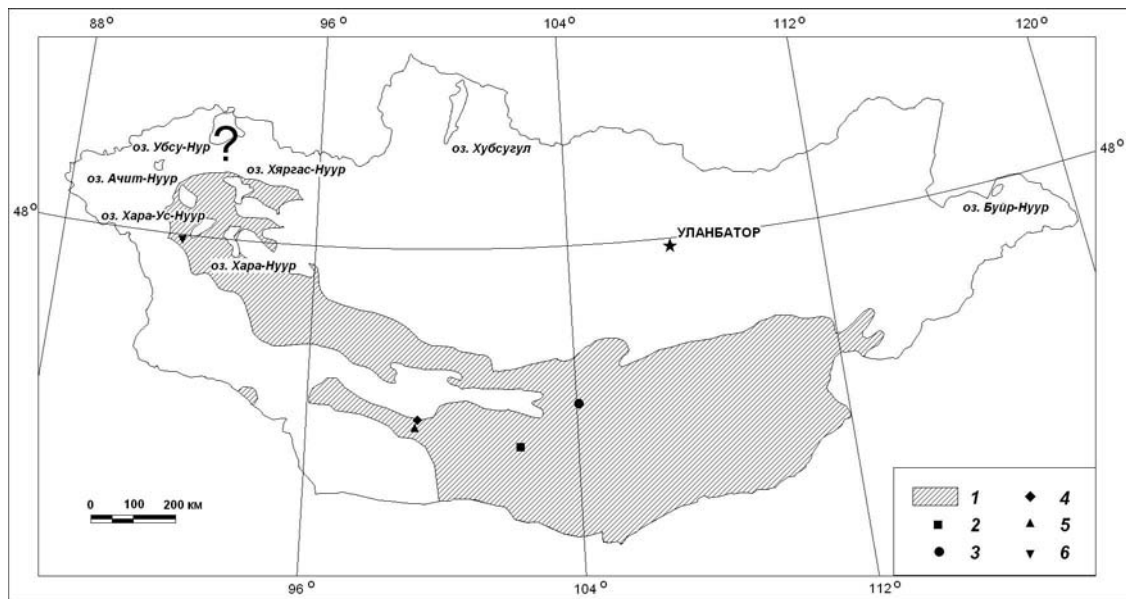 88° 96° 104° 112° 120°
?
оз. Убсу-Нур
оз. Хубсугул
48°
оз. Хяргас-Нуур
оз. Ачит-Нуур
оз. Буйр-Нуур
48°
оз. Хара-Ус-Нуур
УЛАНБАТОР
оз. Хара-Нуур
0 100 200 КМ
1 4
2 5
3 6
96° 104° 112°